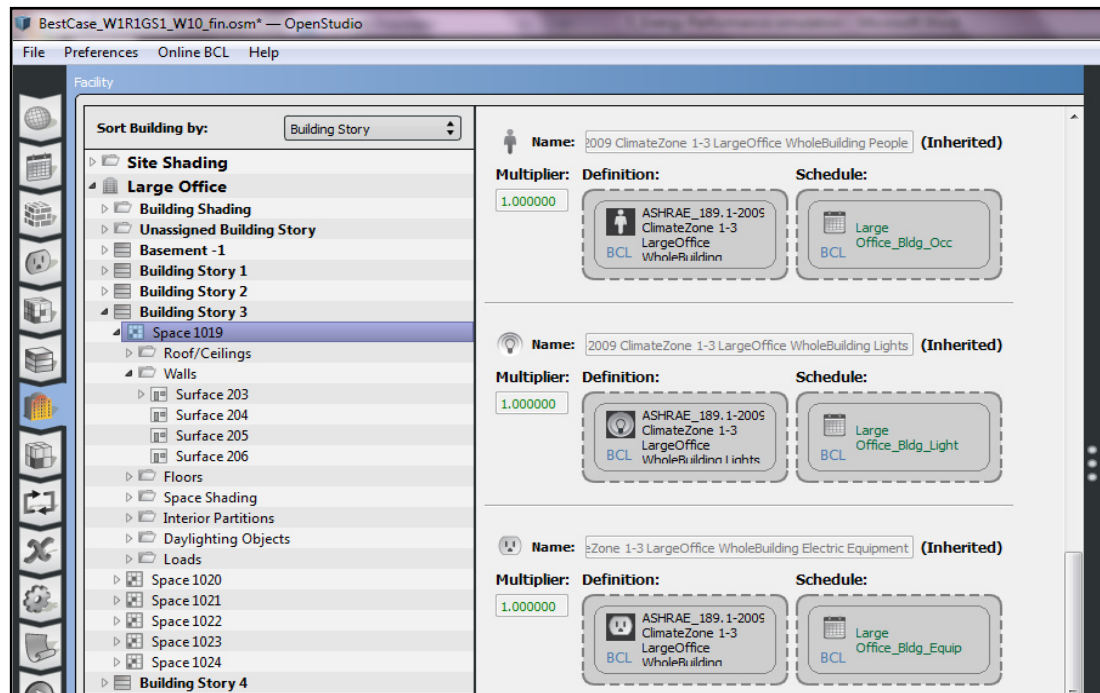 BestCase_W1R1GS1_W10_fin.osm* — OpenStudio
File Preferences Online BCL Help
Facility
Sort Building by: Building Story
Site Shading
Large Office
Building Shading
Unassigned Building Story
Basement -1
Building Story 1
Building Story 2
Building Story 3
Space 1019
Roof/Ceilings
Walls
Surface 203
Surface 204
Surface 205
Surface 206
Floors
Space Shading
Interior Partitions
Daylighting Objects
Loads
Space 1020
Space 1021
Space 1022
Space 1023
Space 1024
Building Story 4
Name: 2009 ClimateZone 1-3 LargeOffice WholeBuilding People (Inherited)
Multiplier: Definition: Schedule:
1.000000
ASHRAE_189.1-2009
ClimateZone 1-3
LargeOffice
WholeBuilding
BCL
Large
Office_Bldg_Occ
BCL
Name: 2009 ClimateZone 1-3 LargeOffice WholeBuilding Lights (Inherited)
Multiplier: Definition: Schedule:
1.000000
ASHRAE_189.1-2009
ClimateZone 1-3
LargeOffice
WholeBuilding Lights
BCL
Large
Office_Bldg_Light
BCL
Name: eZone 1-3 LargeOffice WholeBuilding Electric Equipment (Inherited)
Multiplier: Definition: Schedule:
1.000000
ASHRAE_189.1-2009
ClimateZone 1-3
LargeOffice
WholeBuilding
BCL
Large
Office_Bldg_Equip
BCL